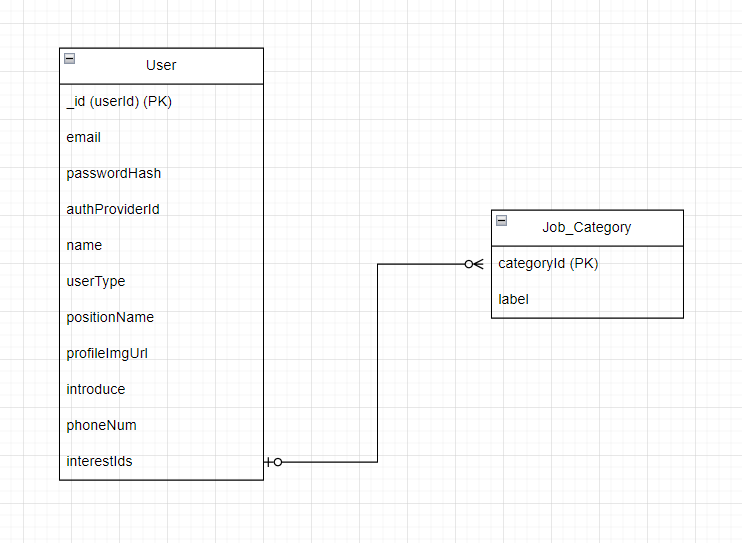 User
_id (userId) (PK)
email
passwordHash
authProviderId
name
userType
positionName
profileImgUrl
introduce
phoneNum
interestIds
Job_Category
categoryId (PK)
label